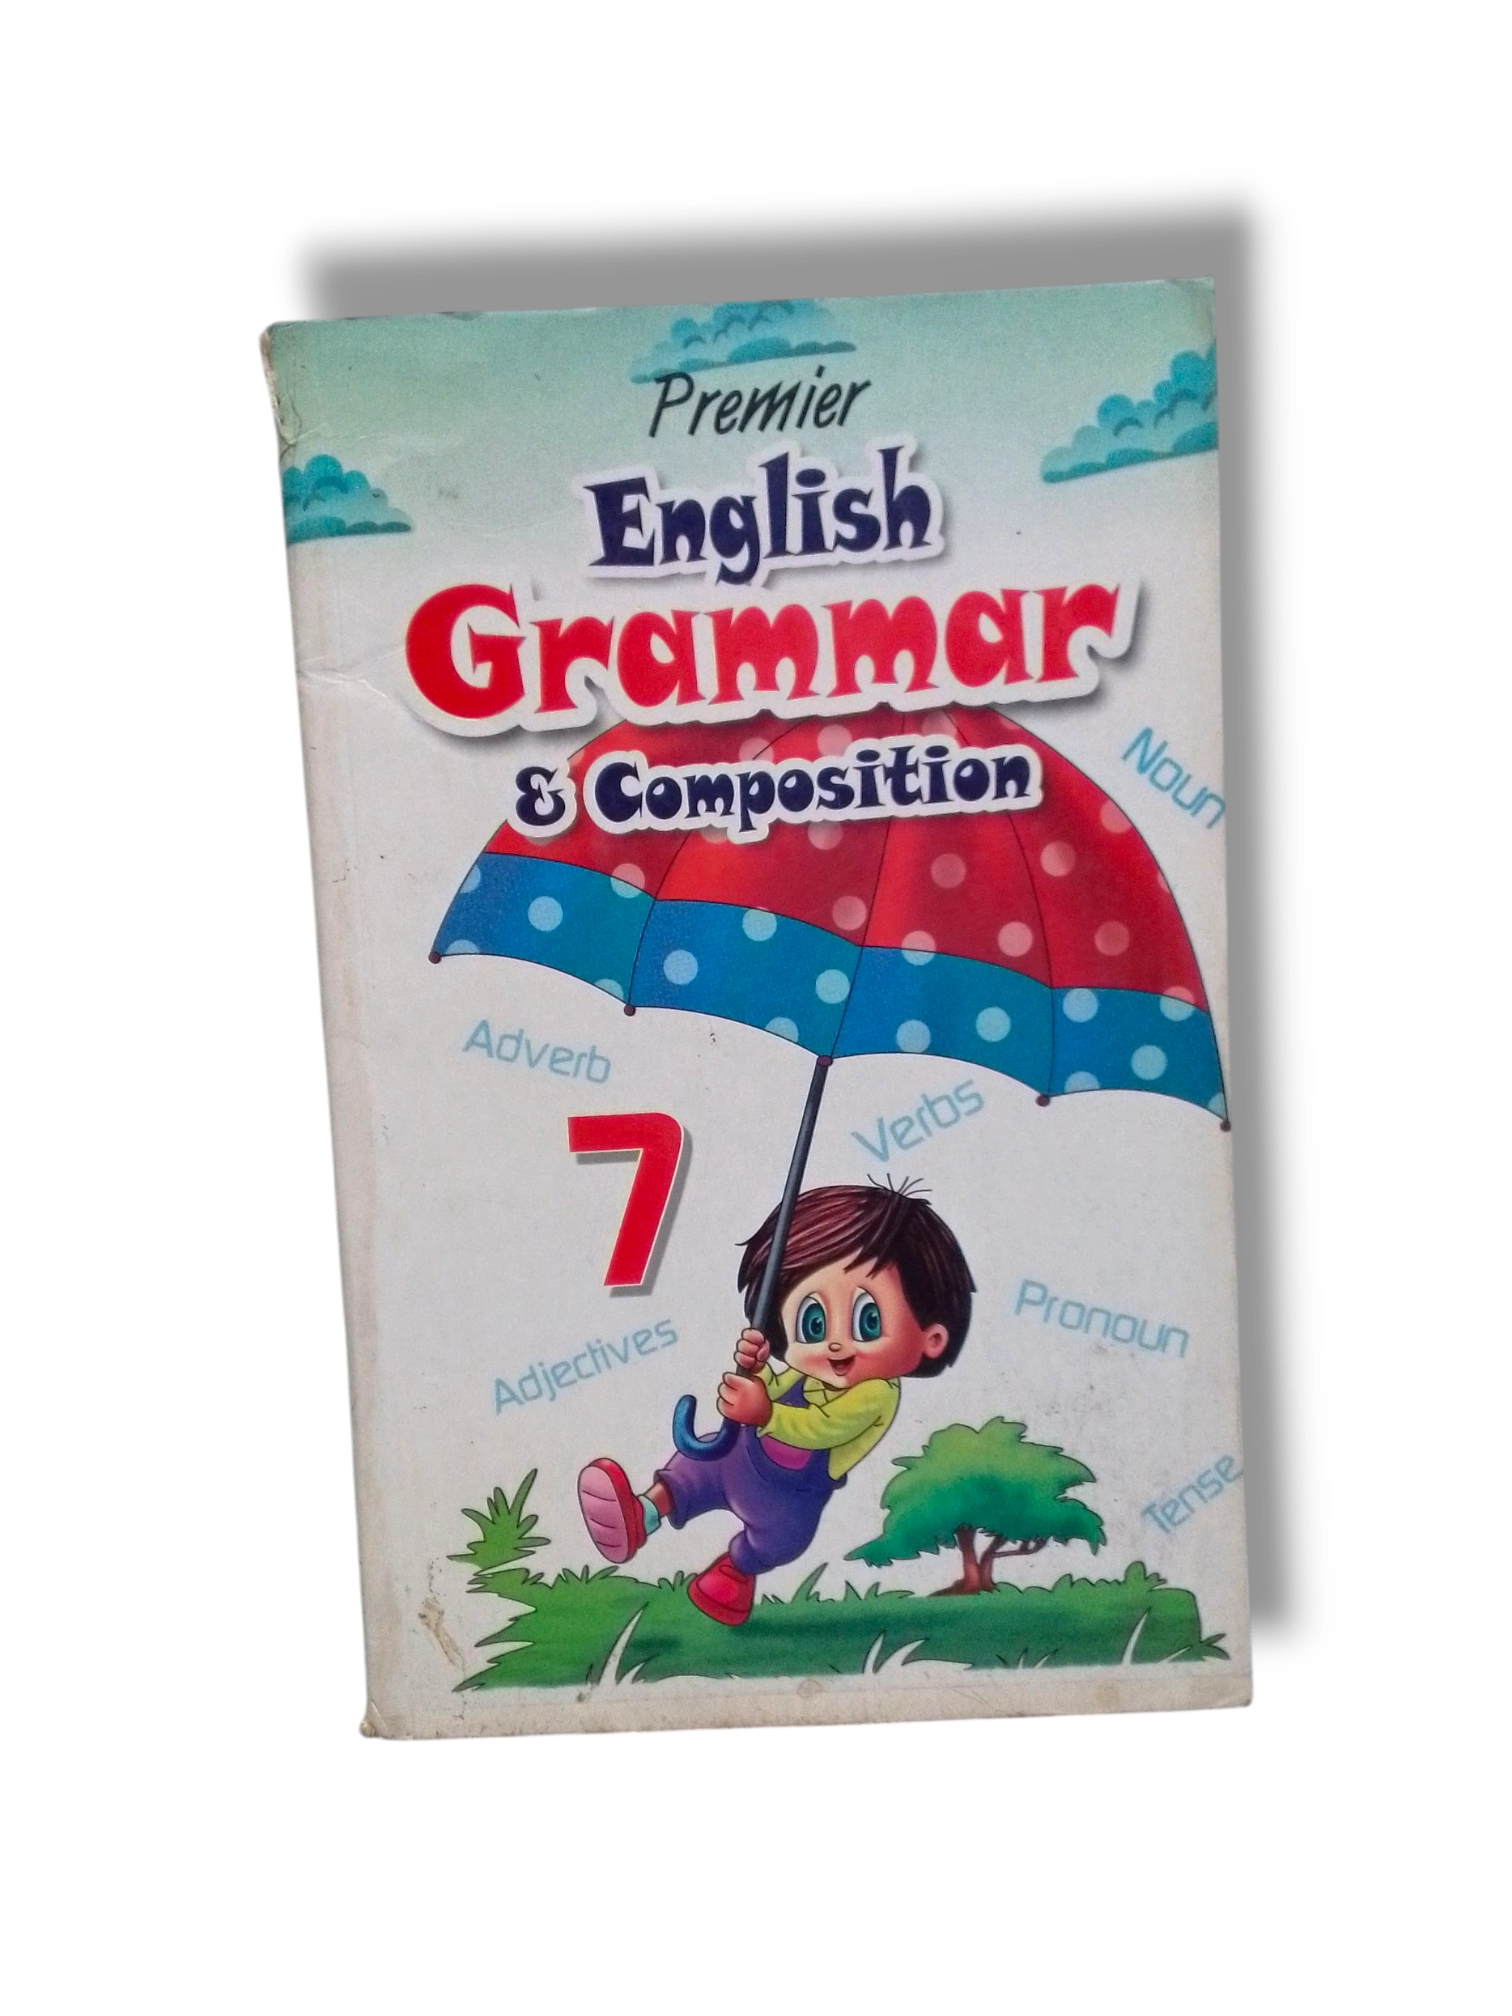 Premier
English
Grammar
& Composition
Noun
Adverb
Verbs
7
Pronoun
Adjectives
Tense